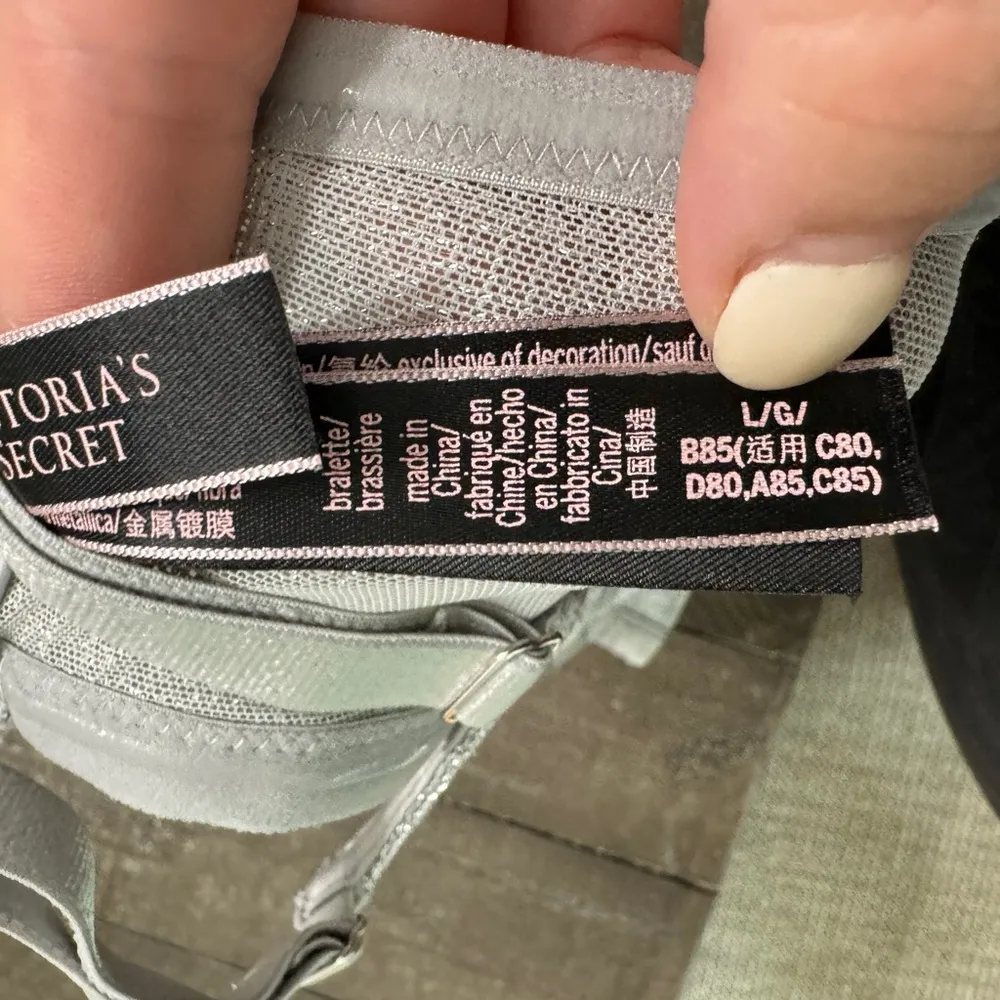 TORIA'S
SECRET
metallica/金属镀膜
exclusive of decoration/sauf
bralette/
brassière
made in
China/
fabriqué en
Chine/hecho
en China/
fabbricato in
Cina/
中国制造
L/G/
B85(适用 C80,
D80,A85,C85)